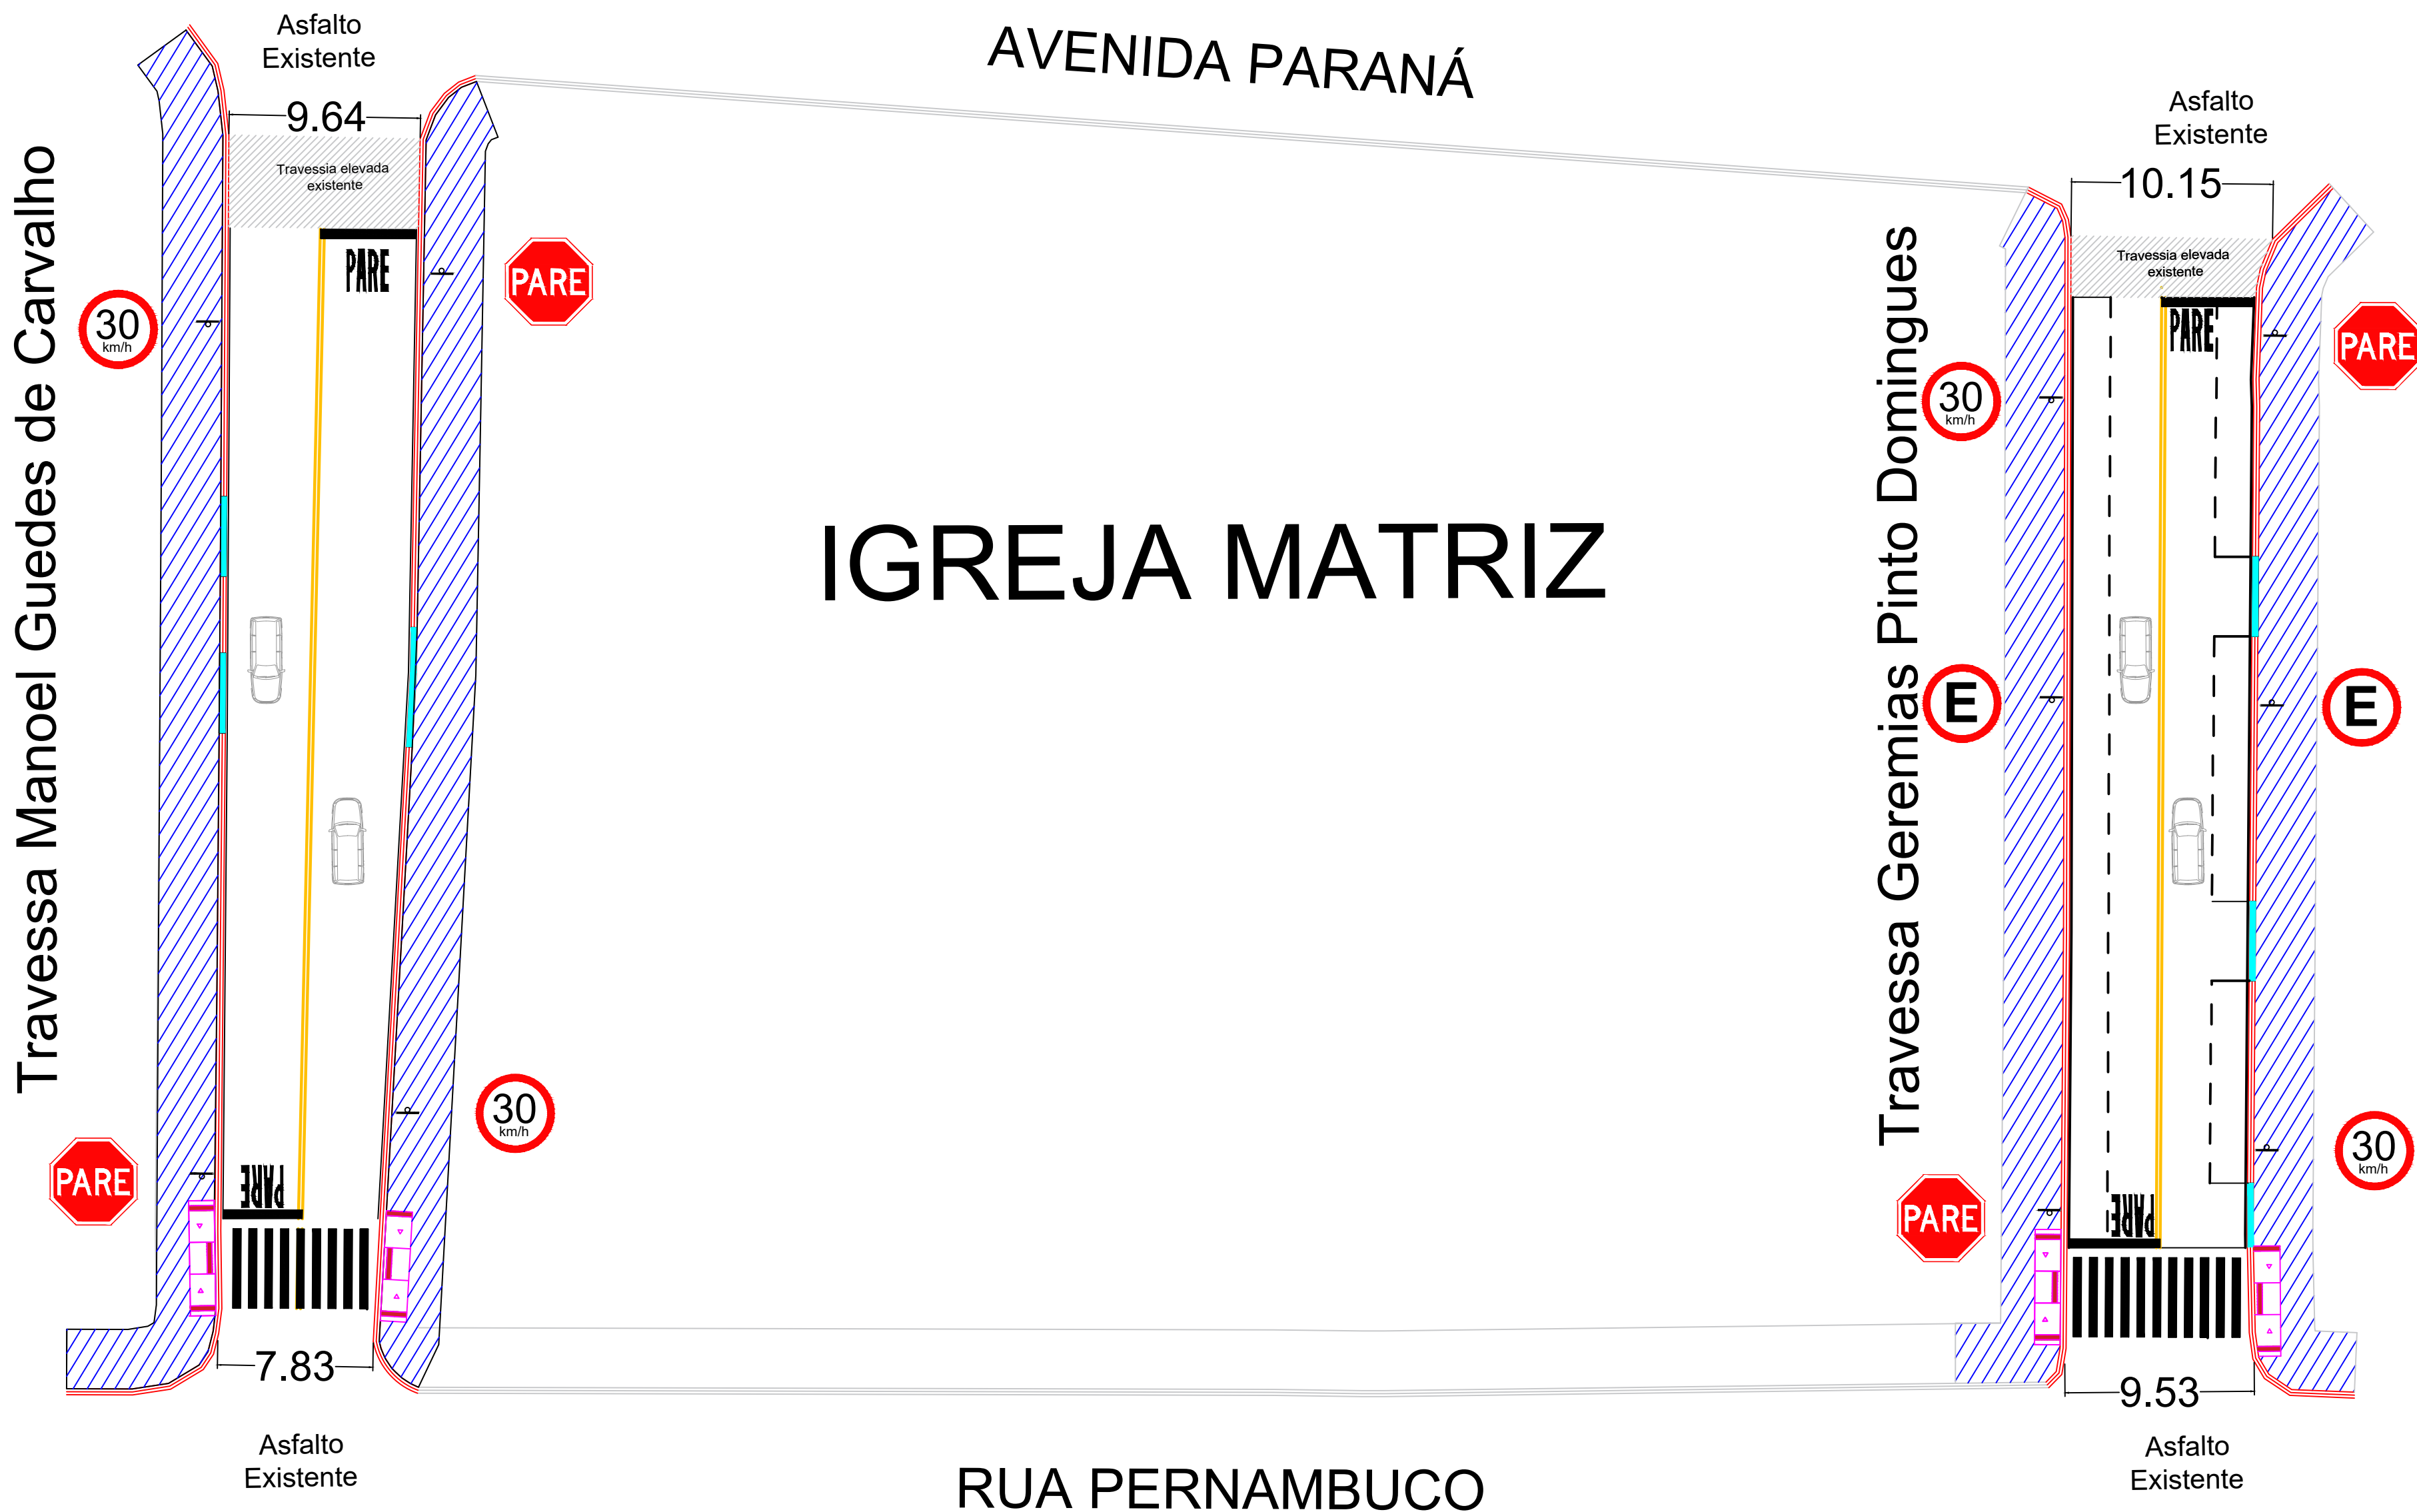 Asfalto
Existente
AVENIDA PARANÁ
Asfalto
Existente
9.64
10.15
Travessia elevada
existente
Travessia elevada
existente
Travessa Manoel Guedes de Carvalho
Travessa Geremias Pinto Domingues
PARE
PARE
PARE
PARE
30
km/h
30
km/h
IGREJA MATRIZ
E
E
30
km/h
30
km/h
PARE
PARE
PARE
PARE
7.83
9.53
Asfalto
Existente
Asfalto
Existente
RUA PERNAMBUCO